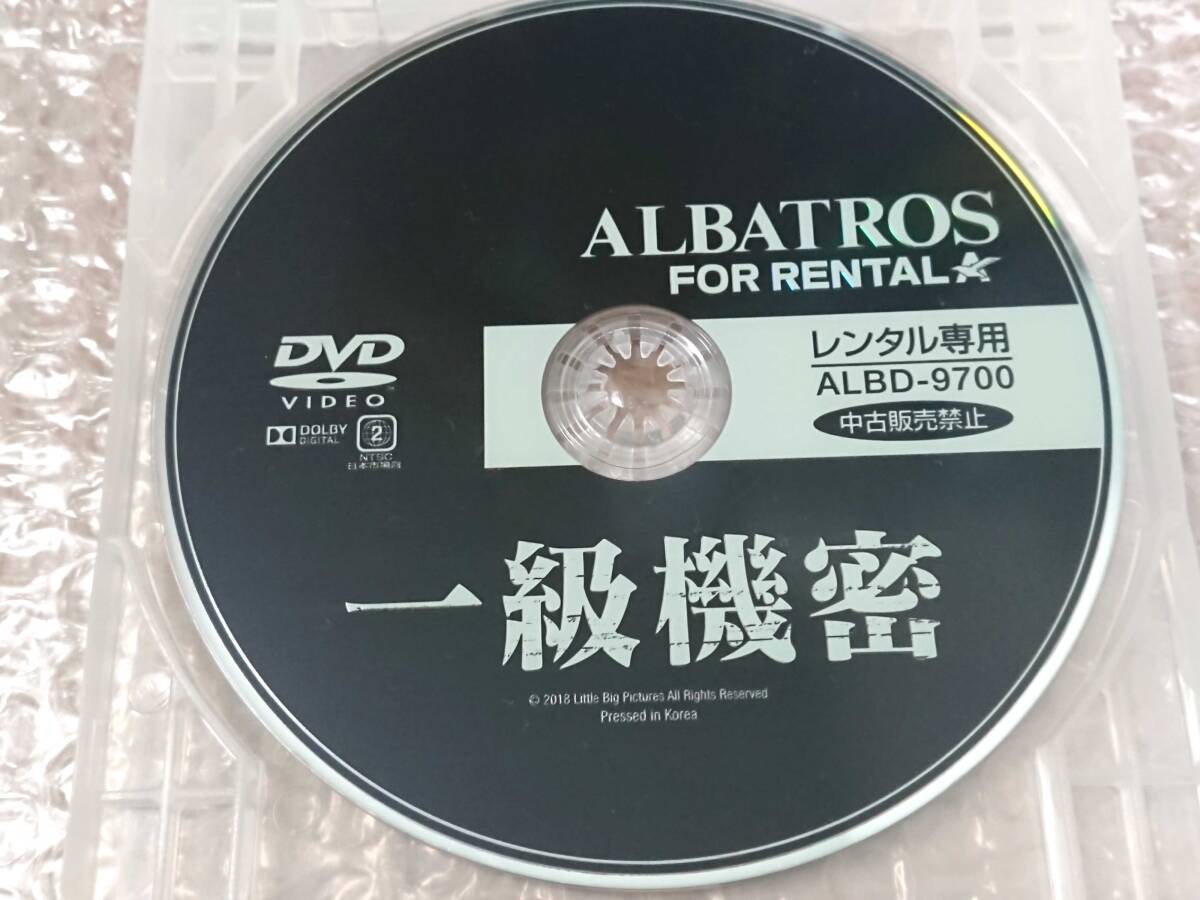 ALBATROS
FOR RENTAL
レンタル専用
ALBD-9700
中古販売禁止
DVD
VIDEO
DOLBY
DIGITAL
2
NTSC
日本市場向
一級機密
© 2018 Little Big Pictures All Rights Reserved
Pressed in Korea